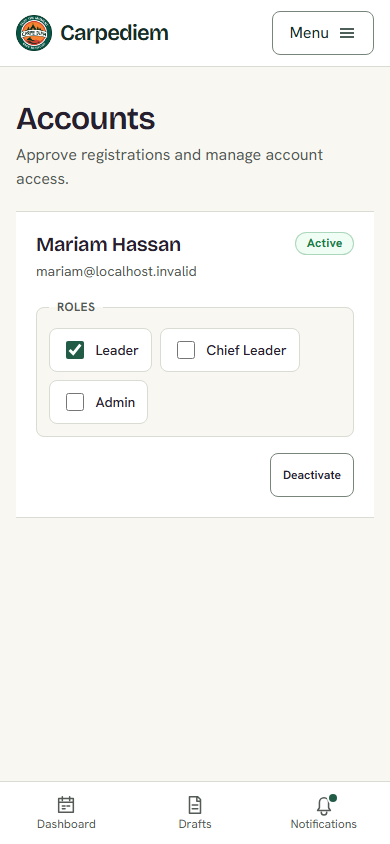 Carpediem
Menu
Accounts
Approve registrations and manage account
access.
Mariam Hassan
Active
mariam@localhost.invalid
ROLES
Leader
Chief Leader
Admin
Deactivate
Dashboard
Drafts
Notifications